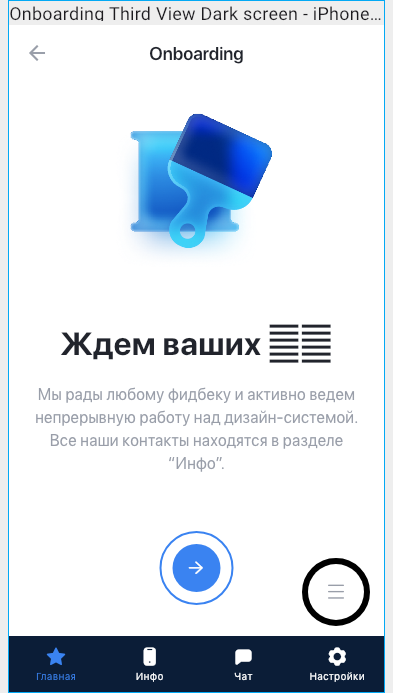 Onboarding Third View Dark screen - iPhone...
Onboarding
Ждем ваших
Мы рады любому фидбеку и активно ведем
непрерывную работу над дизайн-системой.
Все наши контакты находятся в разделе
“Инфо”.
Главная Инфо Чат Настройки